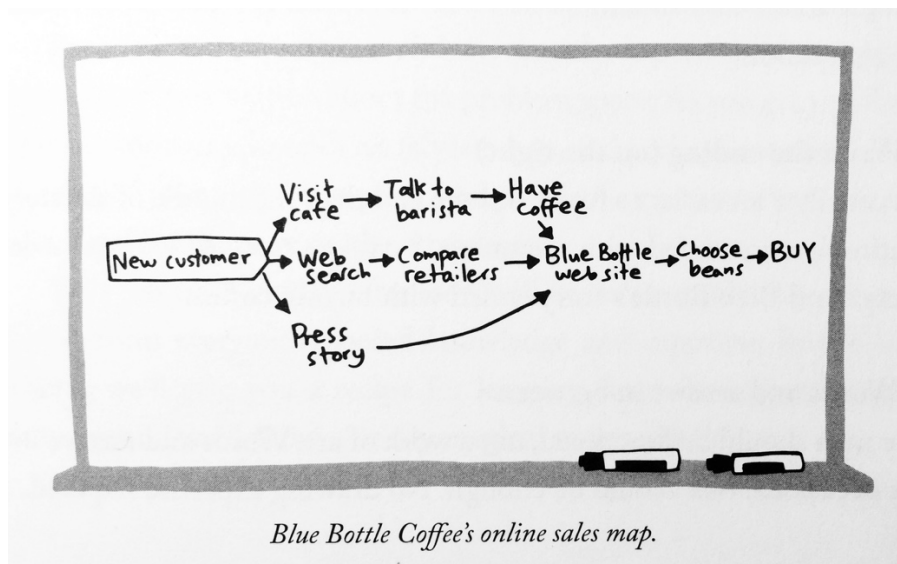 Visit
cafe
Talk to
barista
Have
Coffee
New customer
Web
search
Compare
retailers
Blue Bottle
web site
Choose
beans
BUY
Press
story
Blue Bottle Coffee's online sales map.